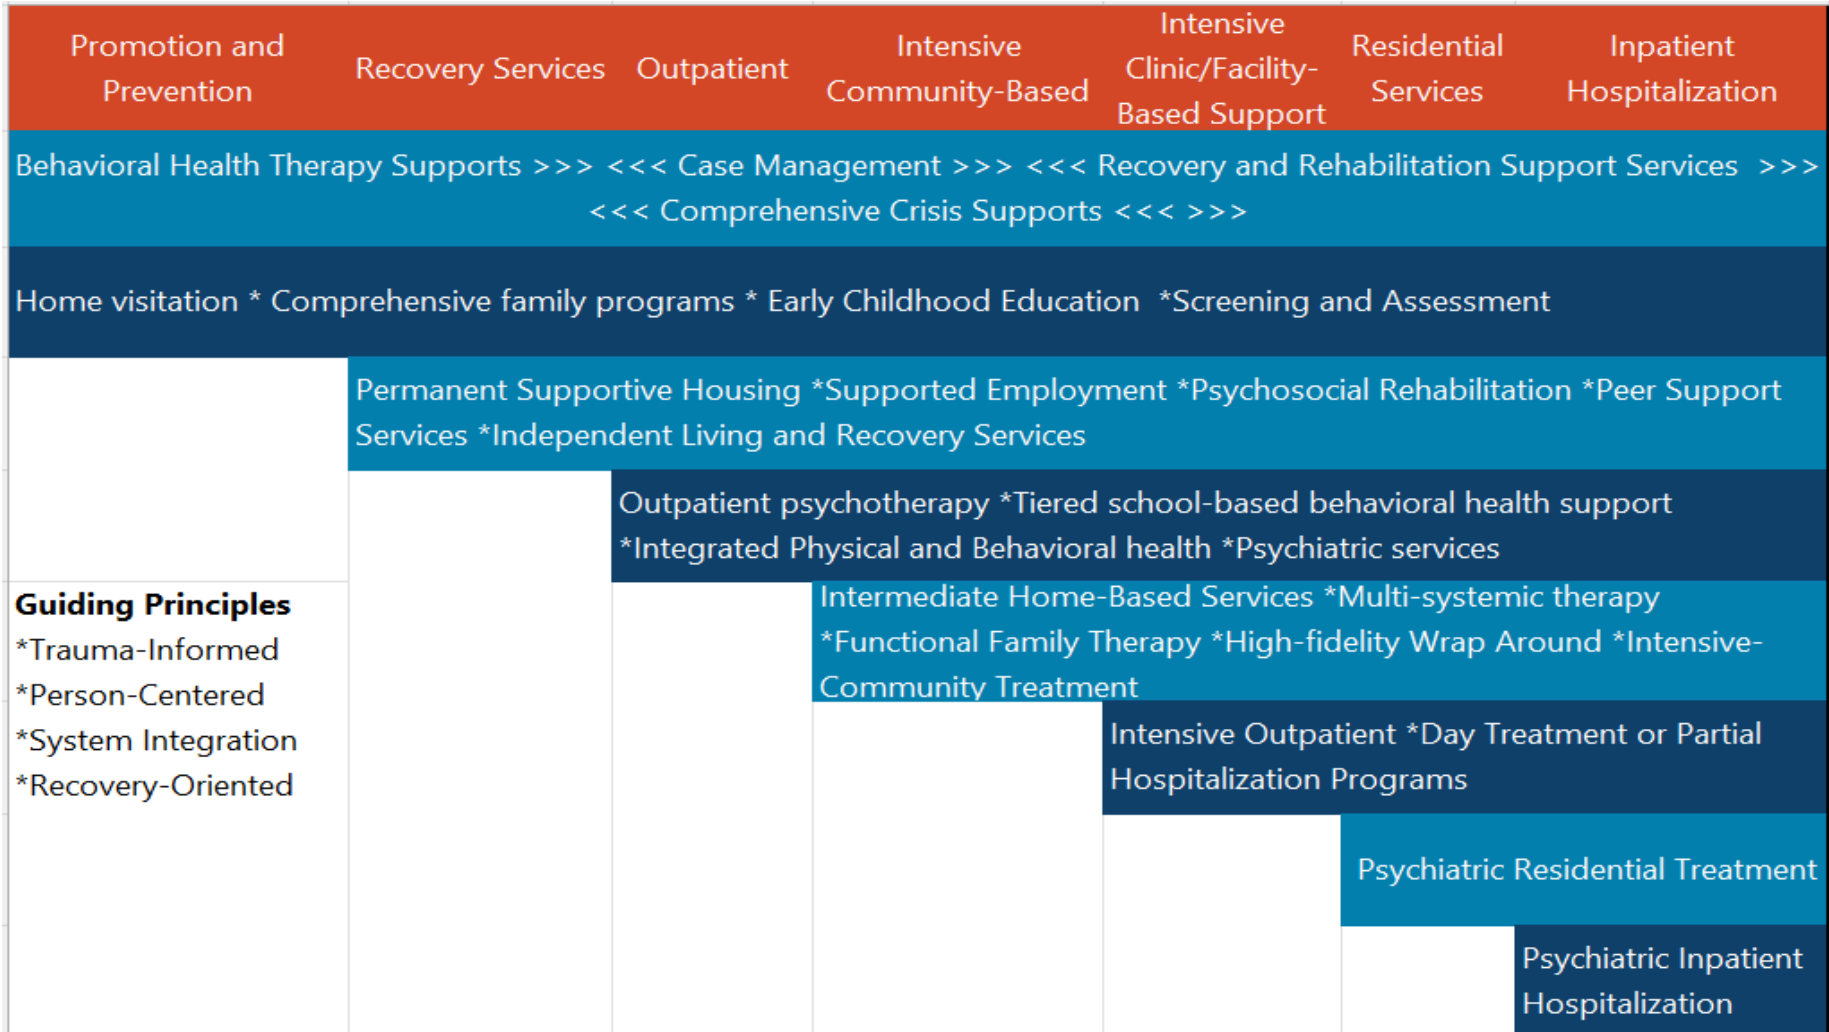 Promotion and
Prevention
Recovery Services
Outpatient
Intensive
Community-Based
Intensive
Clinic/Facility-
Based Support
Residential
Services
Inpatient
Hospitalization
Behavioral Health Therapy Supports >>> <<< Case Management >>> <<< Recovery and Rehabilitation Support Services >>>
<<< Comprehensive Crisis Supports <<< >>>
Home visitation * Comprehensive family programs * Early Childhood Education *Screening and Assessment
Permanent Supportive Housing *Supported Employment *Psychosocial Rehabilitation *Peer Support
Services *Independent Living and Recovery Services
Outpatient psychotherapy *Tiered school-based behavioral health support
*Integrated Physical and Behavioral health *Psychiatric services
Intermediate Home-Based Services *Multi-systemic therapy
*Functional Family Therapy *High-fidelity Wrap Around *Intensive-
Community Treatment
Guiding Principles
*Trauma-Informed
*Person-Centered
*System Integration
*Recovery-Oriented
Intensive Outpatient *Day Treatment or Partial
Hospitalization Programs
Psychiatric Residential Treatment
Psychiatric Inpatient
Hospitalization